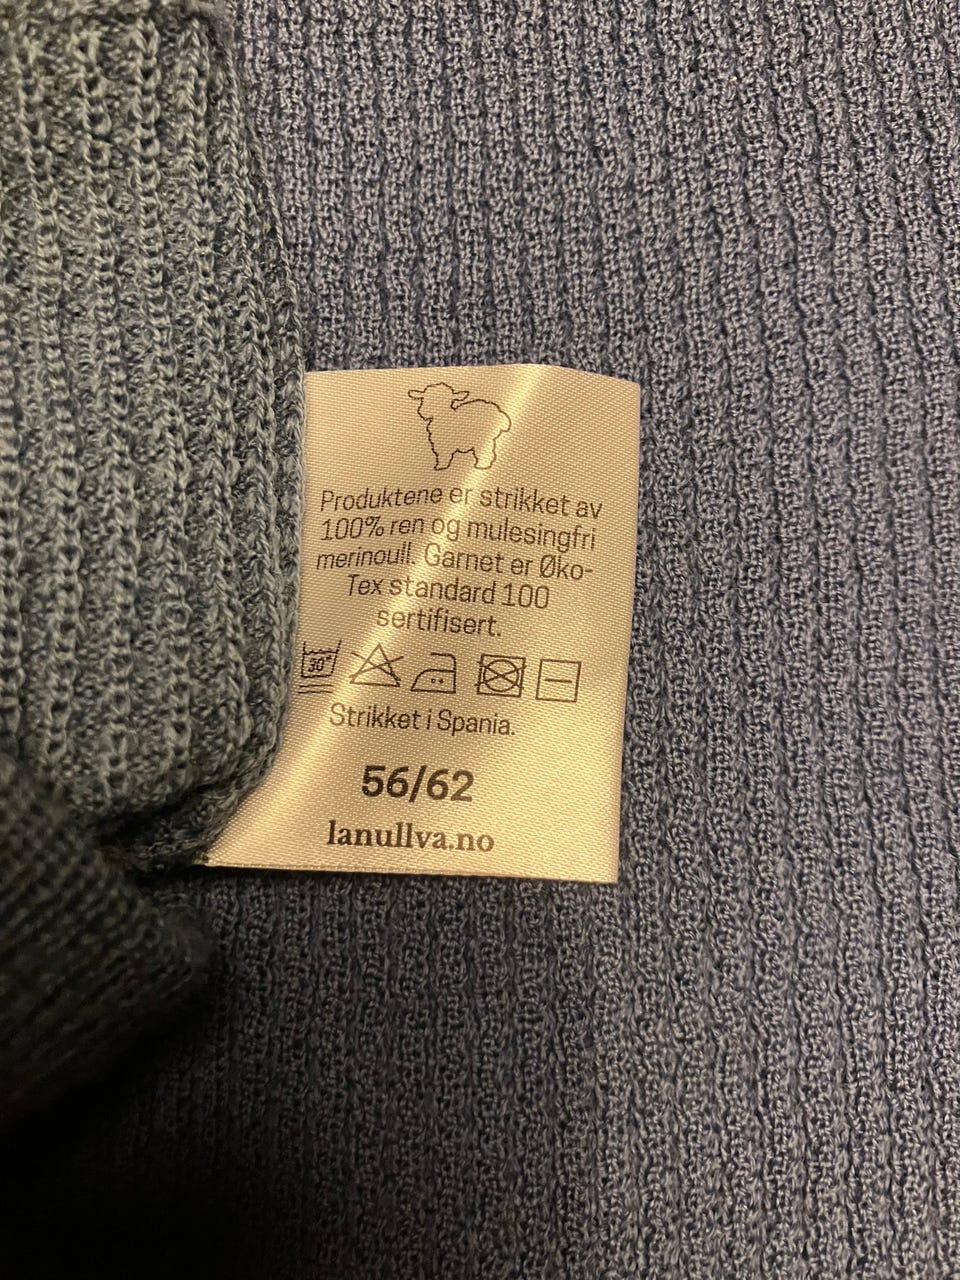 Produktene er strikket av
100% ren og mulesingfri
merinoull. Garnet er Øko-
Tex standard 100
sertifisert.
30°
Strikket i Spania.
56/62
lanullva.no